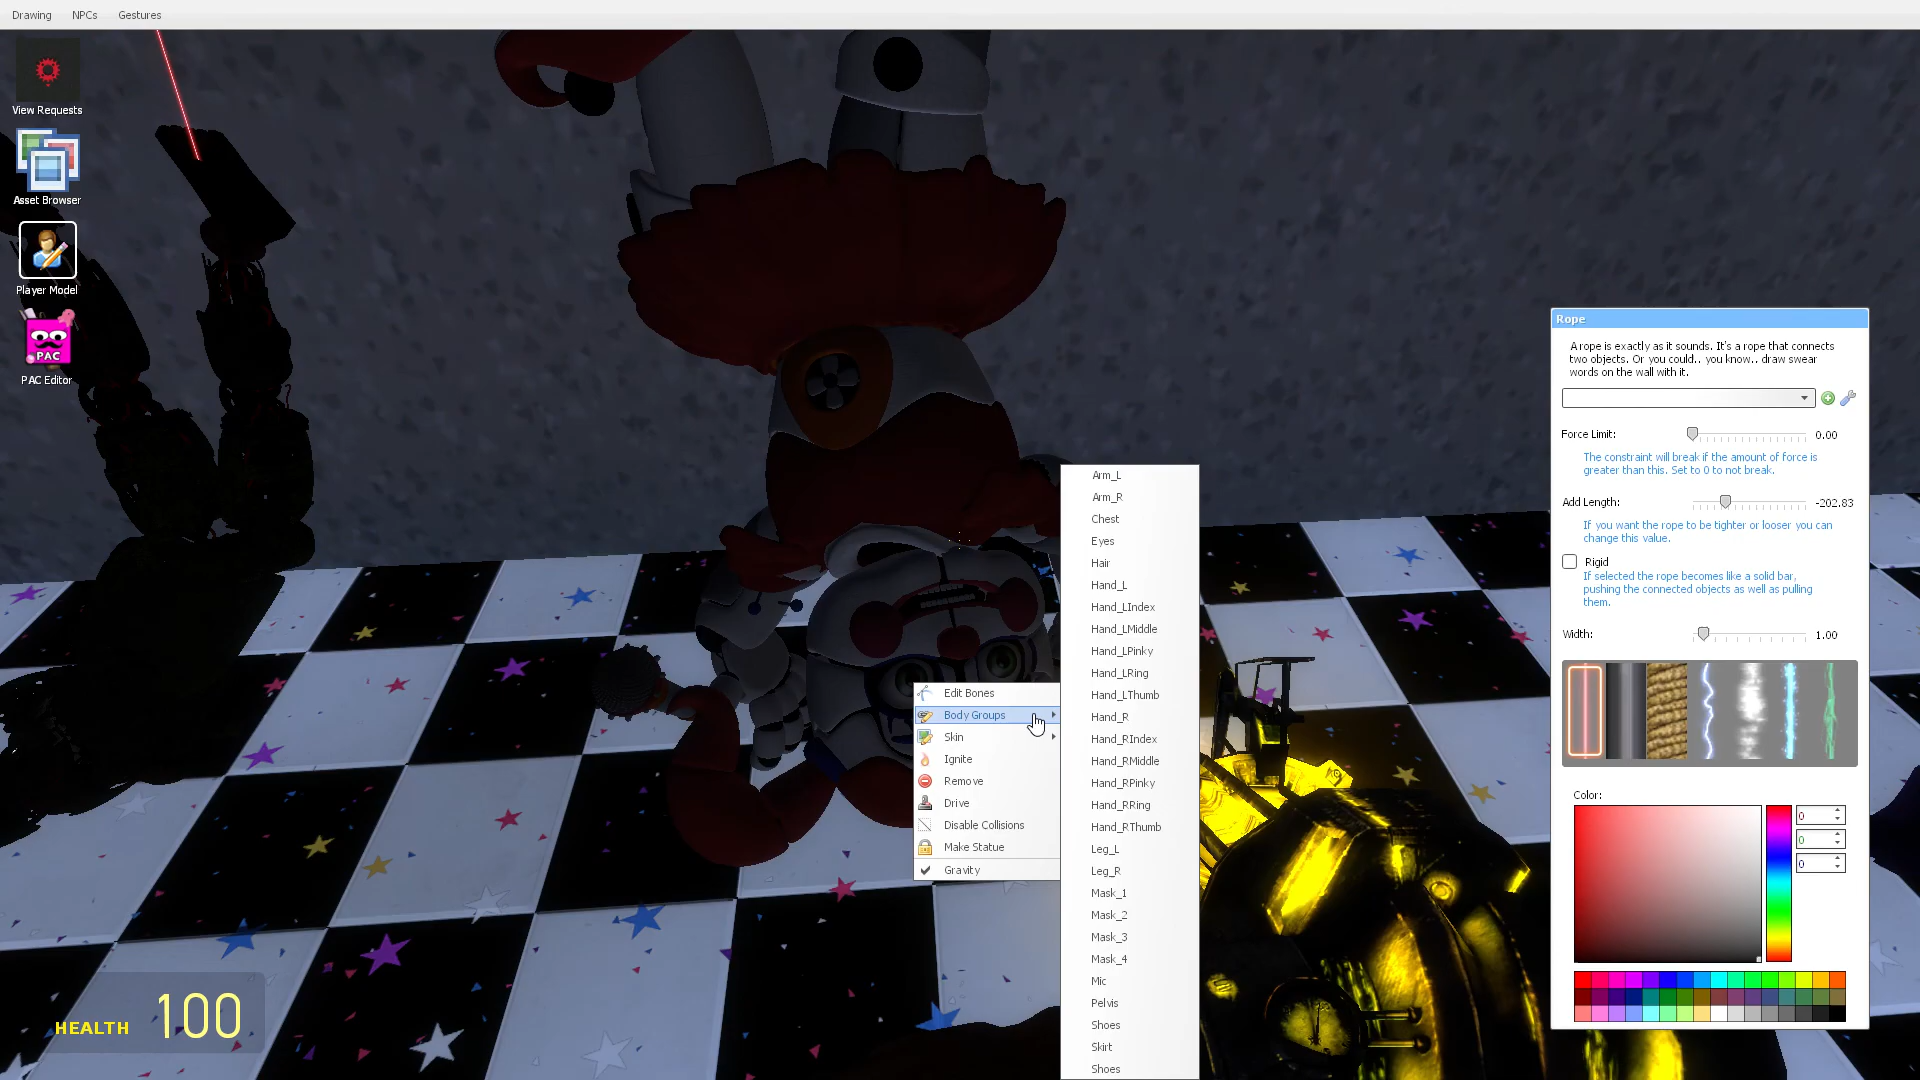 Drawing NPCs Gestures
View Requests
Asset Browser
Player Model
PAC
PAC Editor
HEALTH 100
Edit Bones
Body Groups
Skin
Ignite
Remove
Drive
Disable Collisions
Make Statue
Gravity
Arm_L
Arm_R
Chest
Eyes
Hair
Hand_L
Hand_LIndex
Hand_LMiddle
Hand_LPinky
Hand_LRing
Hand_LThumb
Hand_R
Hand_RIndex
Hand_RMiddle
Hand_RPinky
Hand_RRing
Hand_RThumb
Leg_L
Leg_R
Mask_1
Mask_2
Mask_3
Mask_4
Mic
Pelvis
Shoes
Skirt
Shoes
Rope
A rope is exactly as it sounds. It's a rope that connects
two objects. Or you could.. you know.. draw swear
words on the wall with it.
Force Limit: 0.00
The constraint will break if the amount of force is
greater than this. Set to 0 to not break.
Add Length: -202.83
If you want the rope to be tighter or looser you can
change this value.
Rigid
If selected the rope becomes like a solid bar,
pushing the connected objects as well as pulling
them.
Width: 1.00
Color:
0
0
0